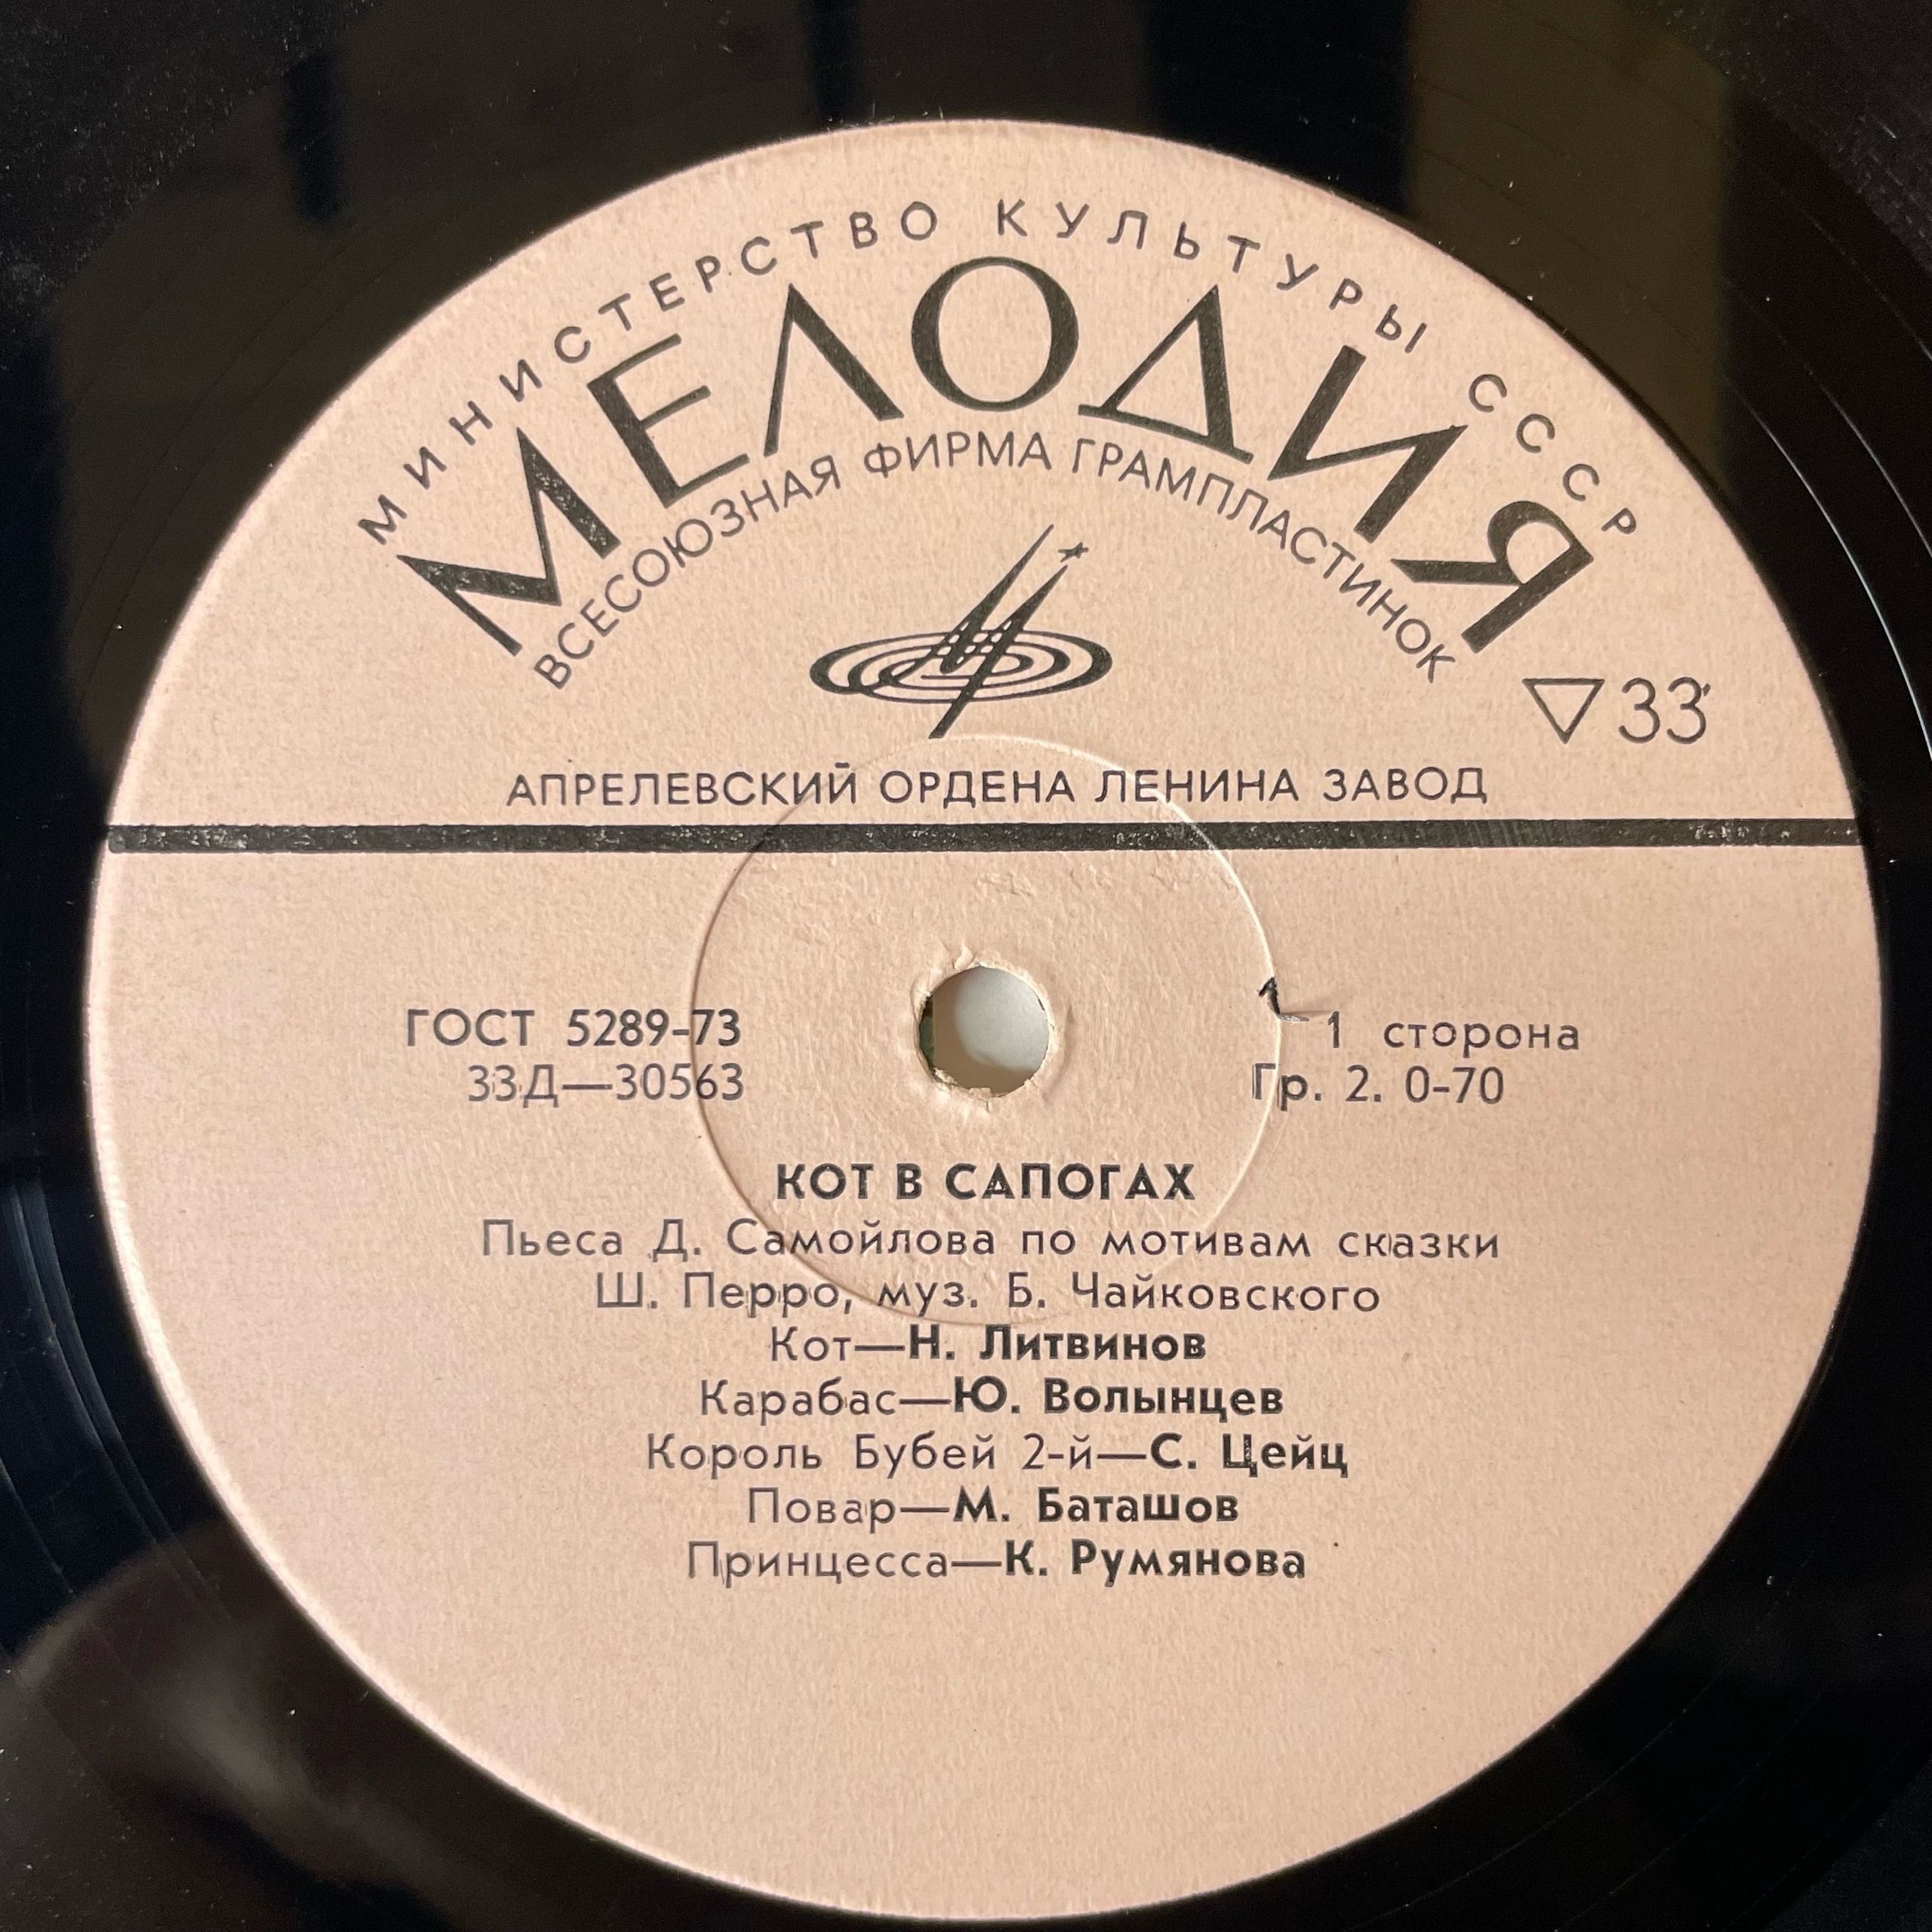 МИНИСТЕРСТВО КУЛЬТУРЫ СССР
МЕЛОДИЯ
ВСЕСОЮЗНАЯ ФИРМА ГРАМПЛАСТИНОК
33
АПРЕЛЕВСКИЙ ОРДЕНА ЛЕНИНА ЗАВОД
ГОСТ 5289-73
1 сторона
33Д—30563
Гр. 2. 0-70
КОТ В САПОГАХ
Пьеса Д. Самойлова по мотивам сказки
Ш. Перро, муз. Б. Чайковского
Кот—Н. Литвинов
Карабас—Ю. Волынцев
Король Бубей 2-й—С. Цейц
Повар—М. Баташов
Принцесса—К. Румянова